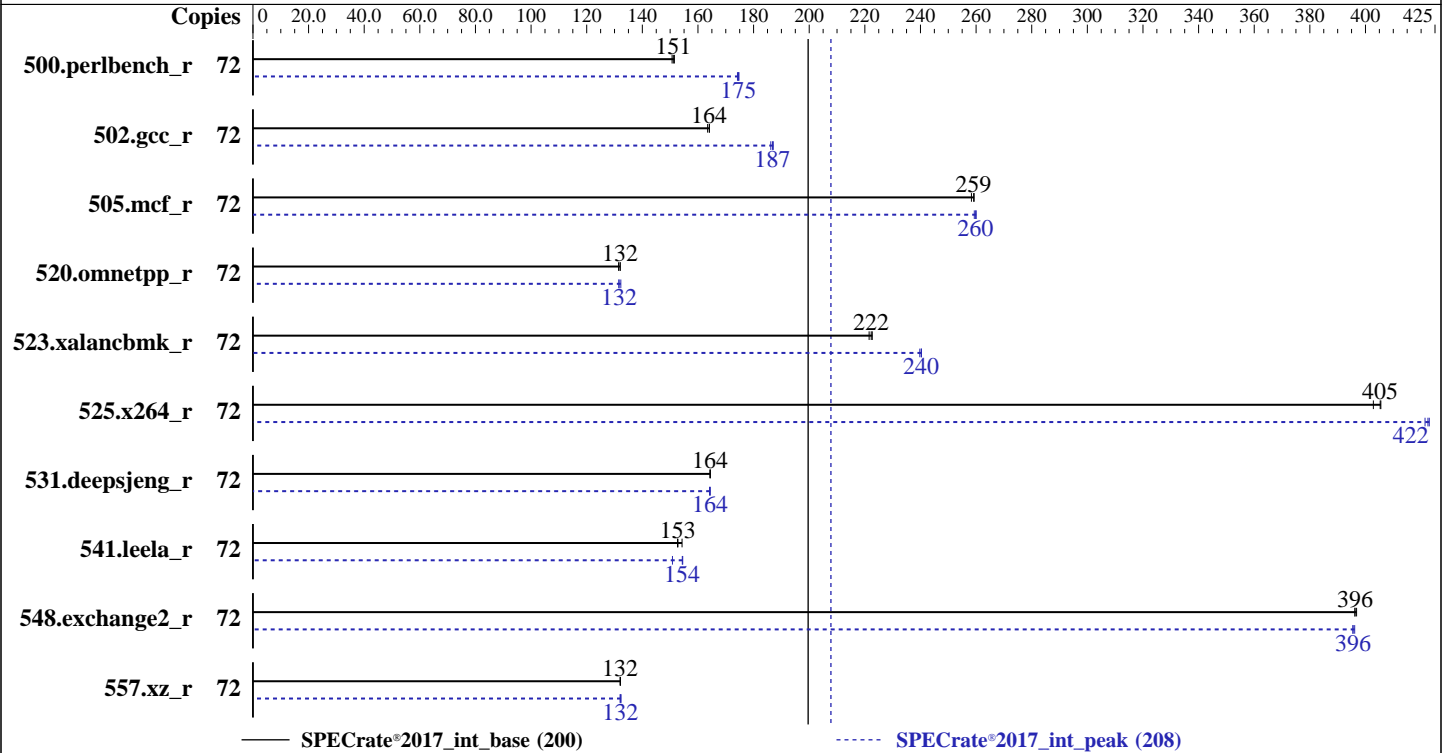 Copies 0 20.0 40.0 60.0 80.0 100 120 140 160 180 200 220 240 260 280 300 320 340 360 380 400 425
151
500.perlbench_r 72
175
164
502.gcc_r 72
187
259
505.mcf_r 72
260
132
520.omnetpp_r 72
132
222
523.xalancbmk_r 72
240
405
525.x264_r 72
422
164
531.deepsjeng_r 72
164
153
541.leela_r 72
154
396
548.exchange2_r 72
396
132
557.xz_r 72
132
SPECrate®2017_int_base (200) SPECrate®2017_int_peak (208)